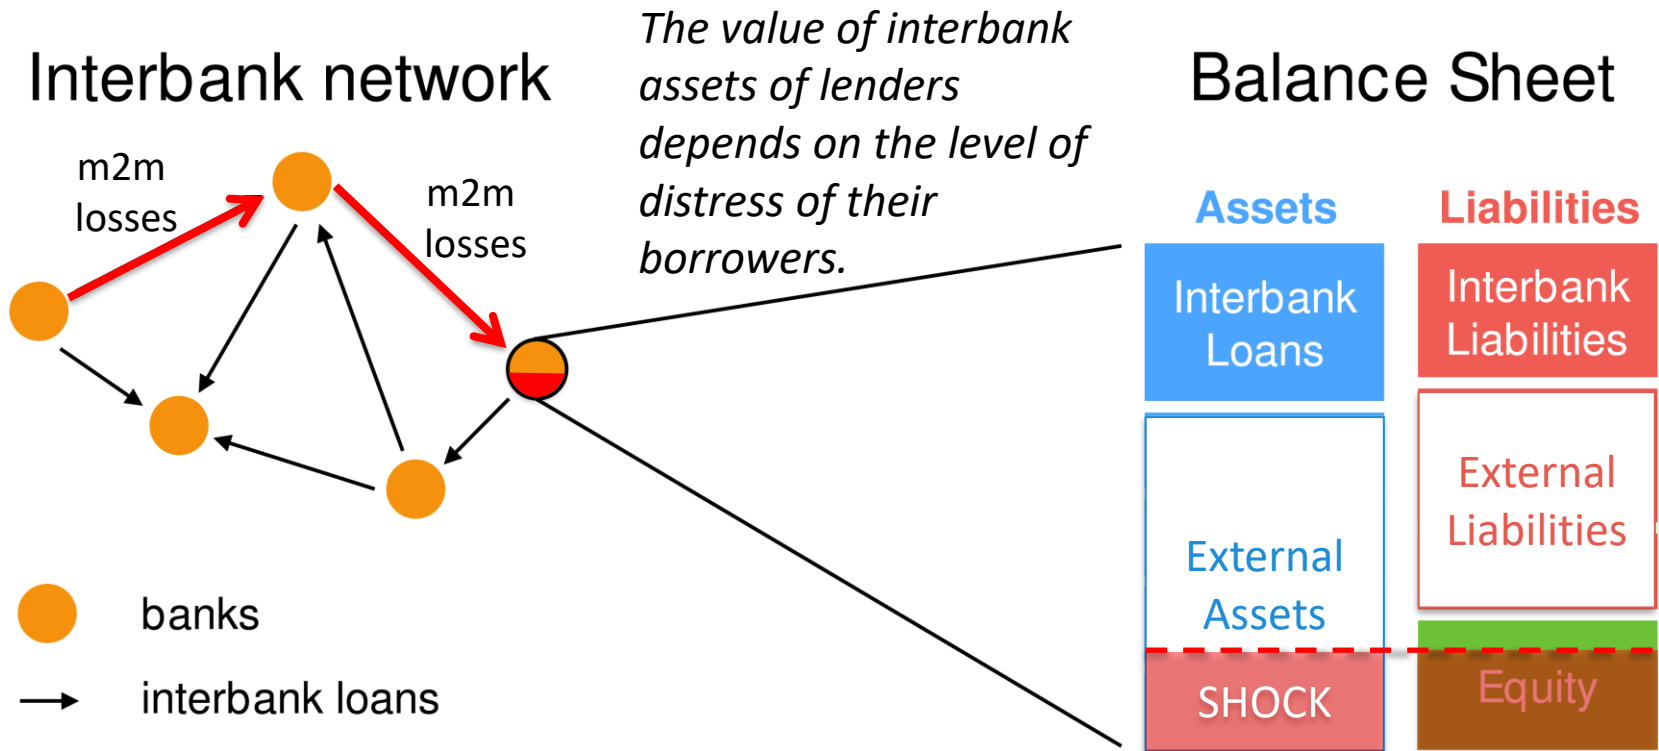 Interbank network
m2m
losses
m2m
losses
banks
interbank loans
The value of interbank
assets of lenders
depends on the level of
distress of their
borrowers.
Balance Sheet
Assets
Liabilities
Interbank
Loans
Interbank
Liabilities
External
Assets
External
Liabilities
SHOCK
Equity